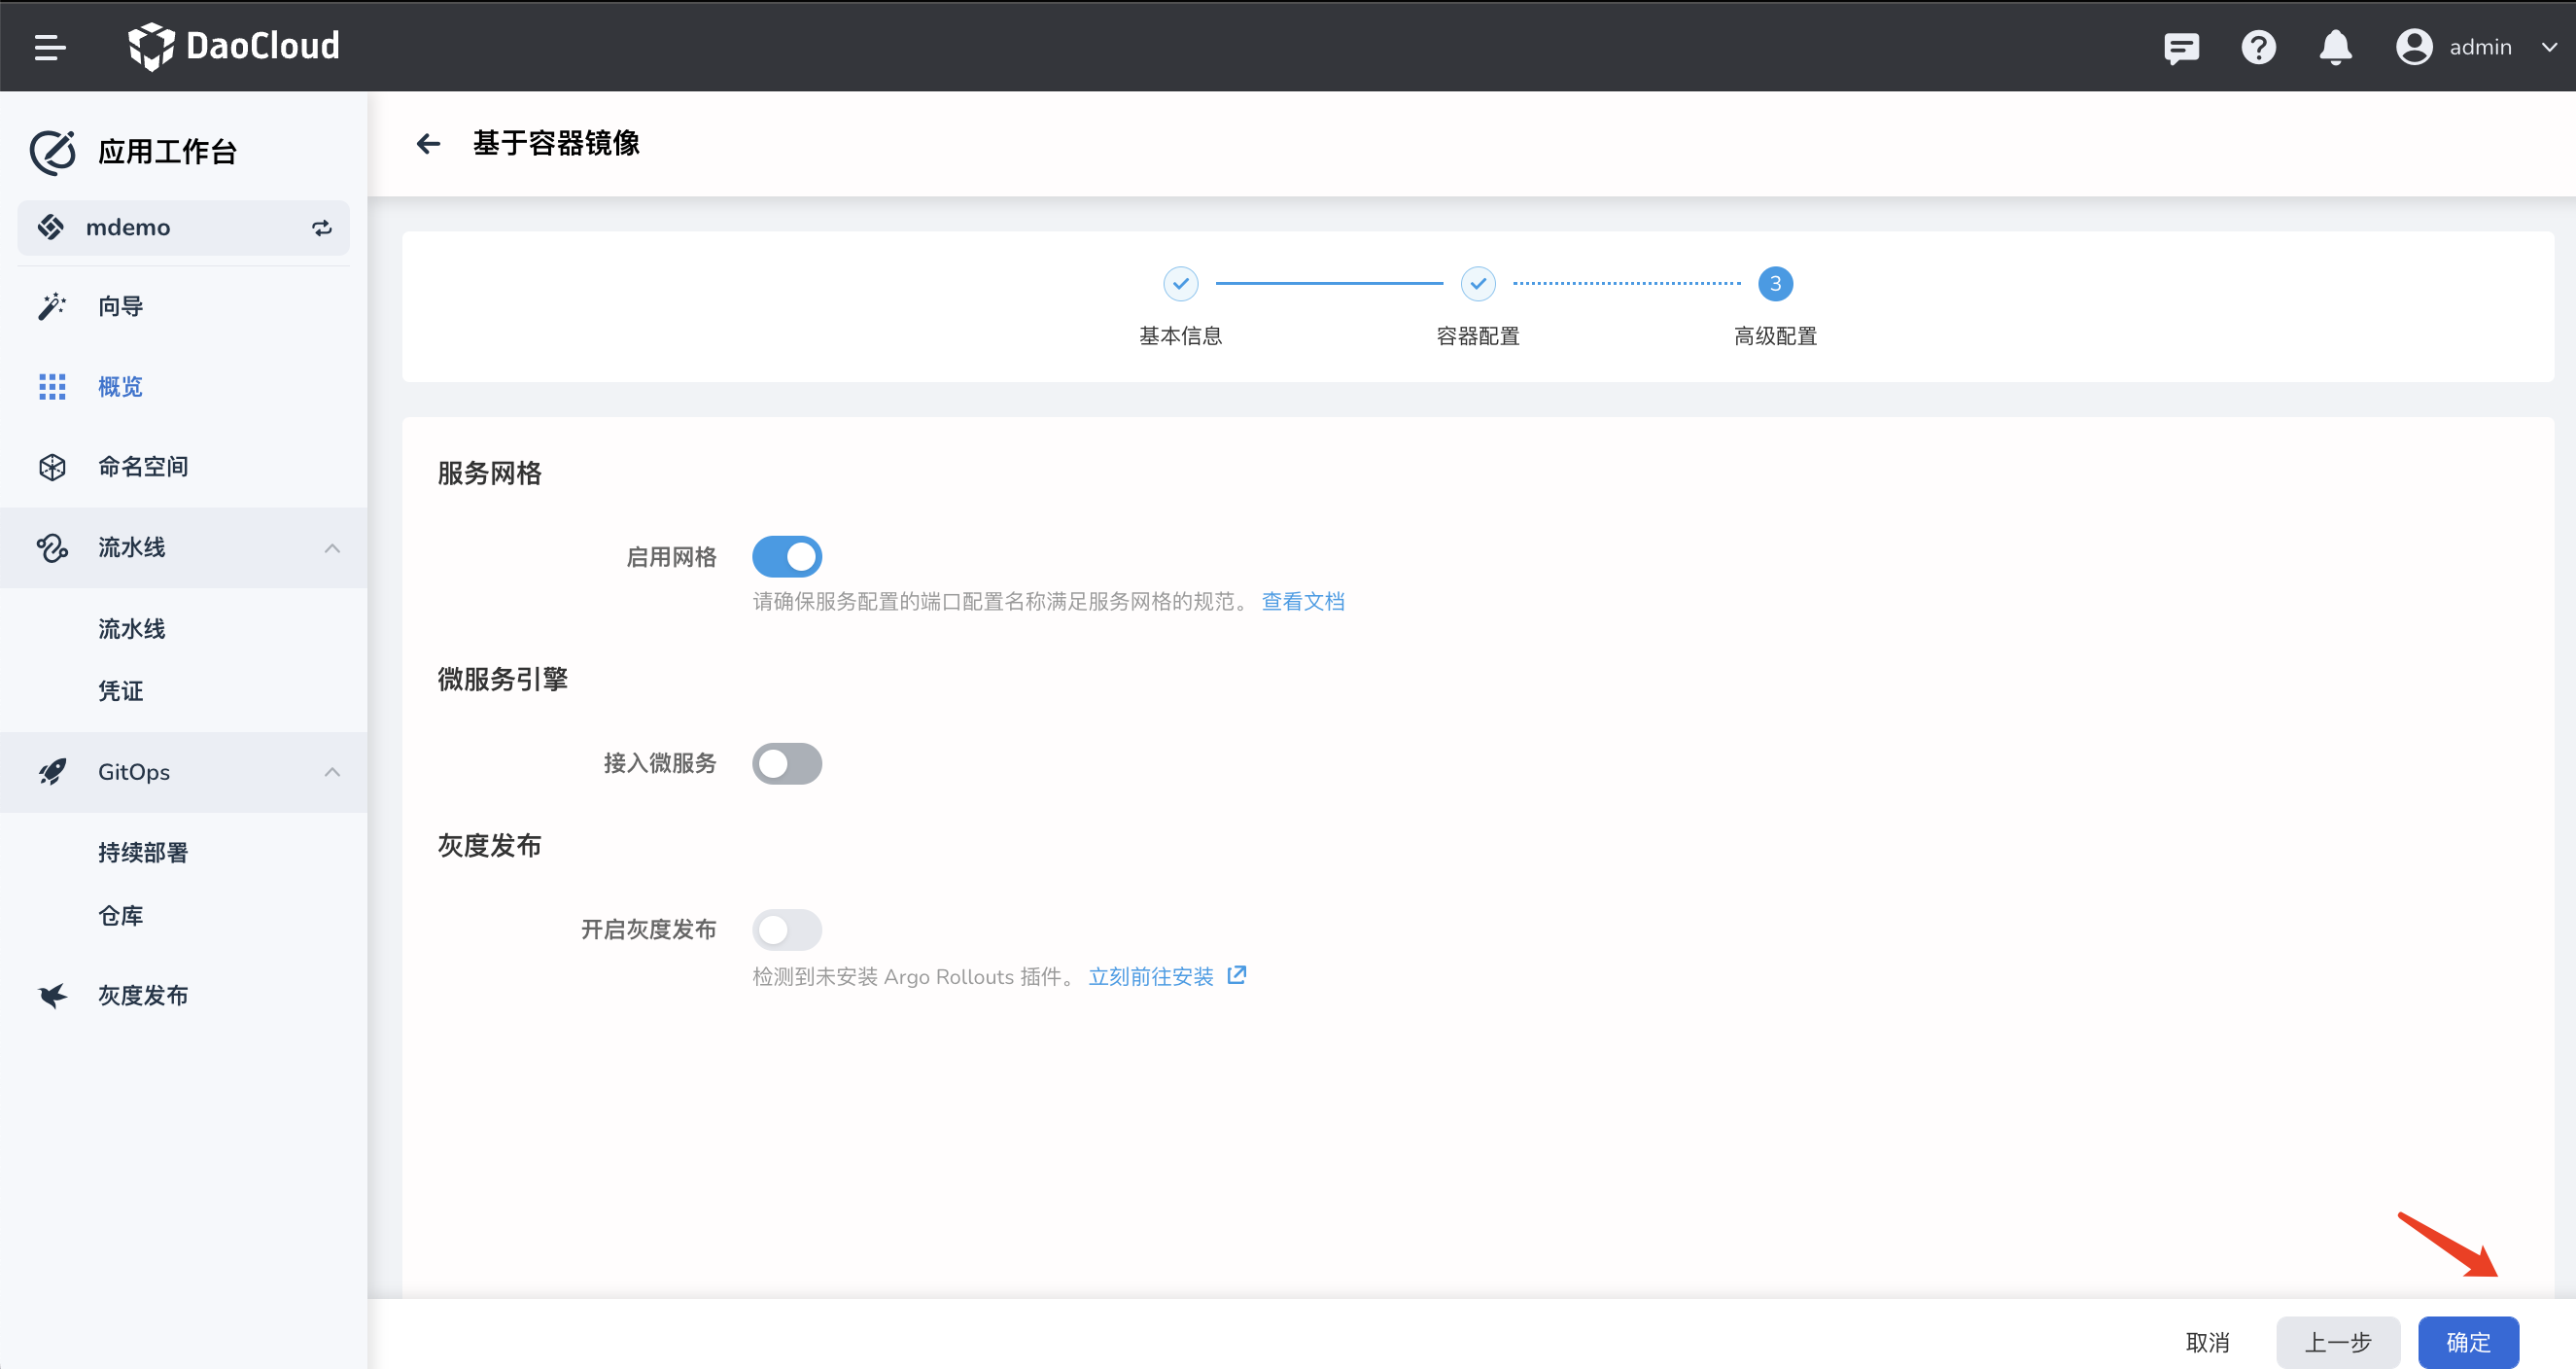 DaoCloud
admin
应用工作台
mdemo
向导
概览
命名空间
流水线
流水线
凭证
GitOps
持续部署
仓库
灰度发布
基于容器镜像
基本信息
容器配置
3
高级配置
服务网格
启用网格
请确保服务配置的端口配置名称满足服务网格的规范。 查看文档
微服务引擎
接入微服务
灰度发布
开启灰度发布
检测到未安装 Argo Rollouts 插件。 立刻前往安装
取消
上一步
确定